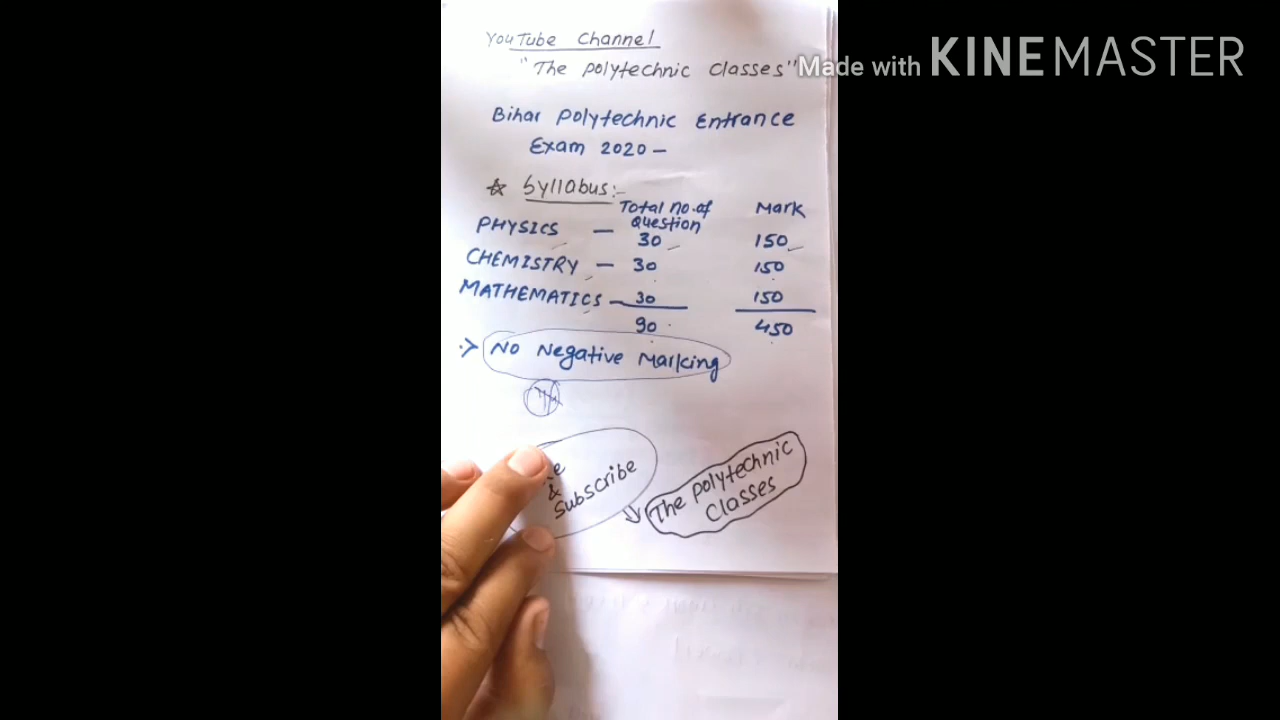 YouTube Channel
"The polytechnic classes"
Made with KINEMASTER
Bihar Polytechnic Entrance
Exam 2020 -
☆ Syllabus:-
Total no. of Question Mark
PHYSICS — 30 150
CHEMISTRY — 30 150
MATHEMATICS — 30 150
90 450
∴> No Negative Marking
& Subscribe
The Polytechnic
Classes